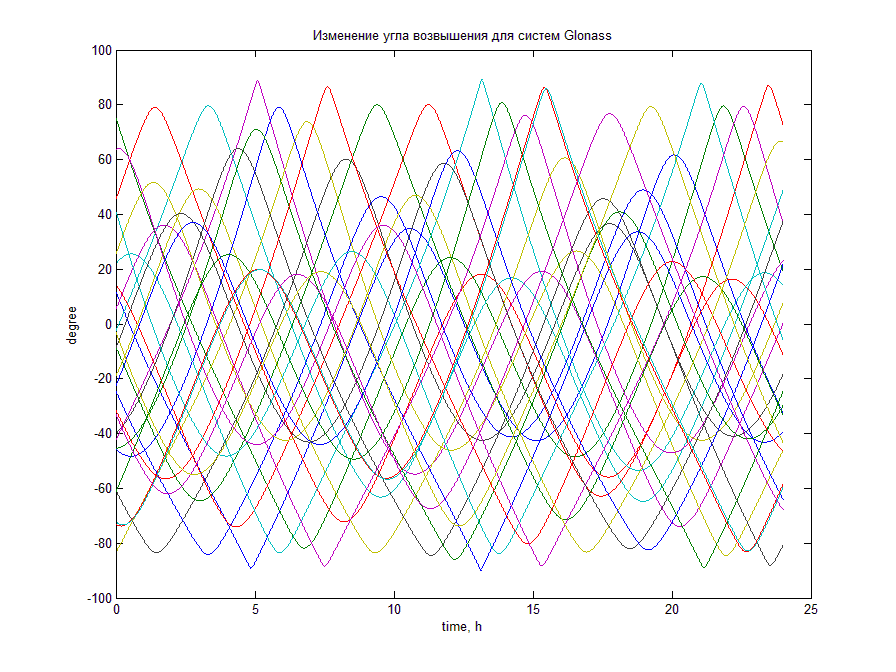 Изменение угла возвышения для систем Glonass
100
80
60
40
20
0
-20
-40
-60
-80
-100
degree
0 5 10 15 20 25
time, h